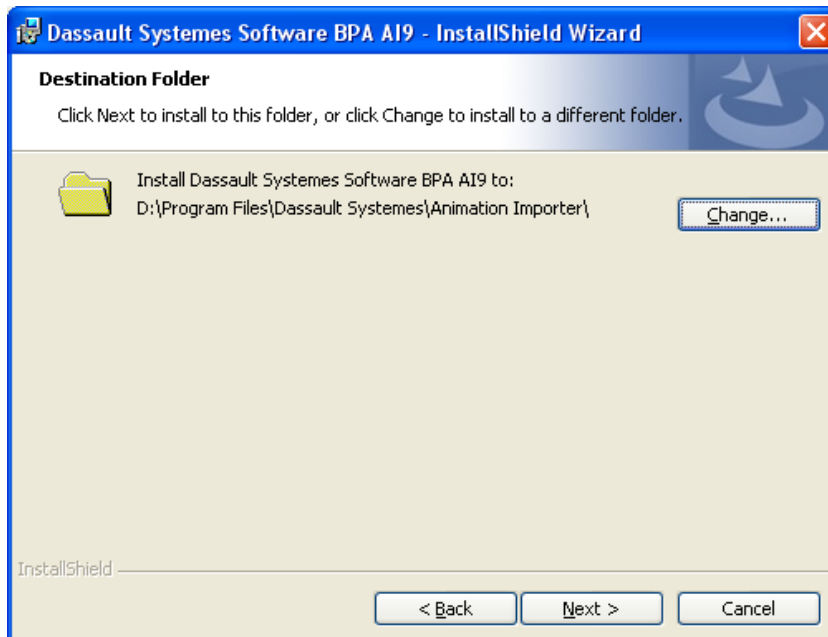 Dassault Systemes Software BPA AI9 - InstallShield Wizard
Destination Folder
Click Next to install to this folder, or click Change to install to a different folder.
Install Dassault Systemes Software BPA AI9 to:
D:\Program Files\Dassault Systemes\Animation Importer\
Change...
InstallShield
< Back
Next >
Cancel